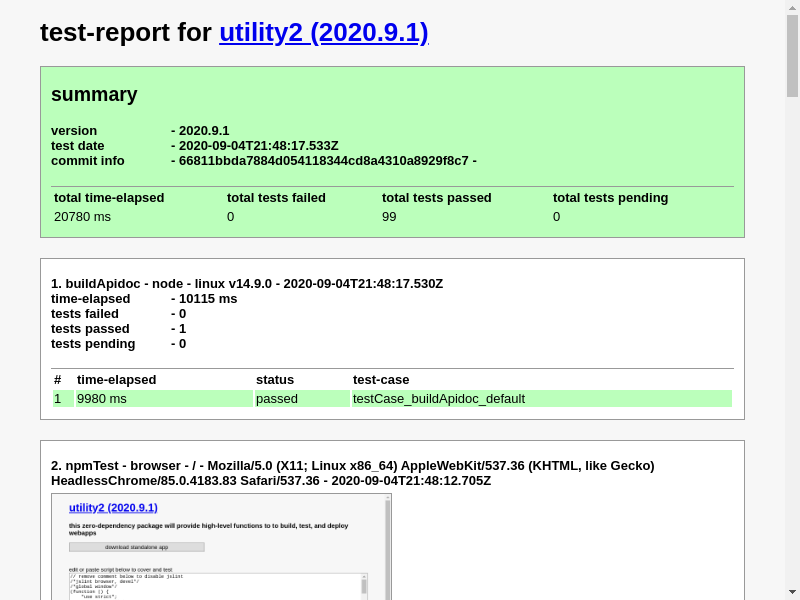 test-report for utility2 (2020.9.1)
summary
version - 2020.9.1
test date - 2020-09-04T21:48:17.533Z
commit info - 66811bbda7884d054118344cd8a4310a8929f8c7 -
total time-elapsed total tests failed total tests passed total tests pending
20780 ms 0 99 0
1. buildApidoc - node - linux v14.9.0 - 2020-09-04T21:48:17.530Z
time-elapsed - 10115 ms
tests failed - 0
tests passed - 1
tests pending - 0
# time-elapsed status test-case
1 9980 ms passed testCase_buildApidoc_default
2. npmTest - browser - / - Mozilla/5.0 (X11; Linux x86_64) AppleWebKit/537.36 (KHTML, like Gecko)
HeadlessChrome/85.0.4183.83 Safari/537.36 - 2020-09-04T21:48:12.705Z
utility2 (2020.9.1)
this zero-dependency package will provide high-level functions to to build, test, and deploy
webapps
download standalone app
edit or paste script below to cover and test
// remove comment below to disable jslint
/*jslint browser, devel*/
/*global window*/
(function () {
"use strict";